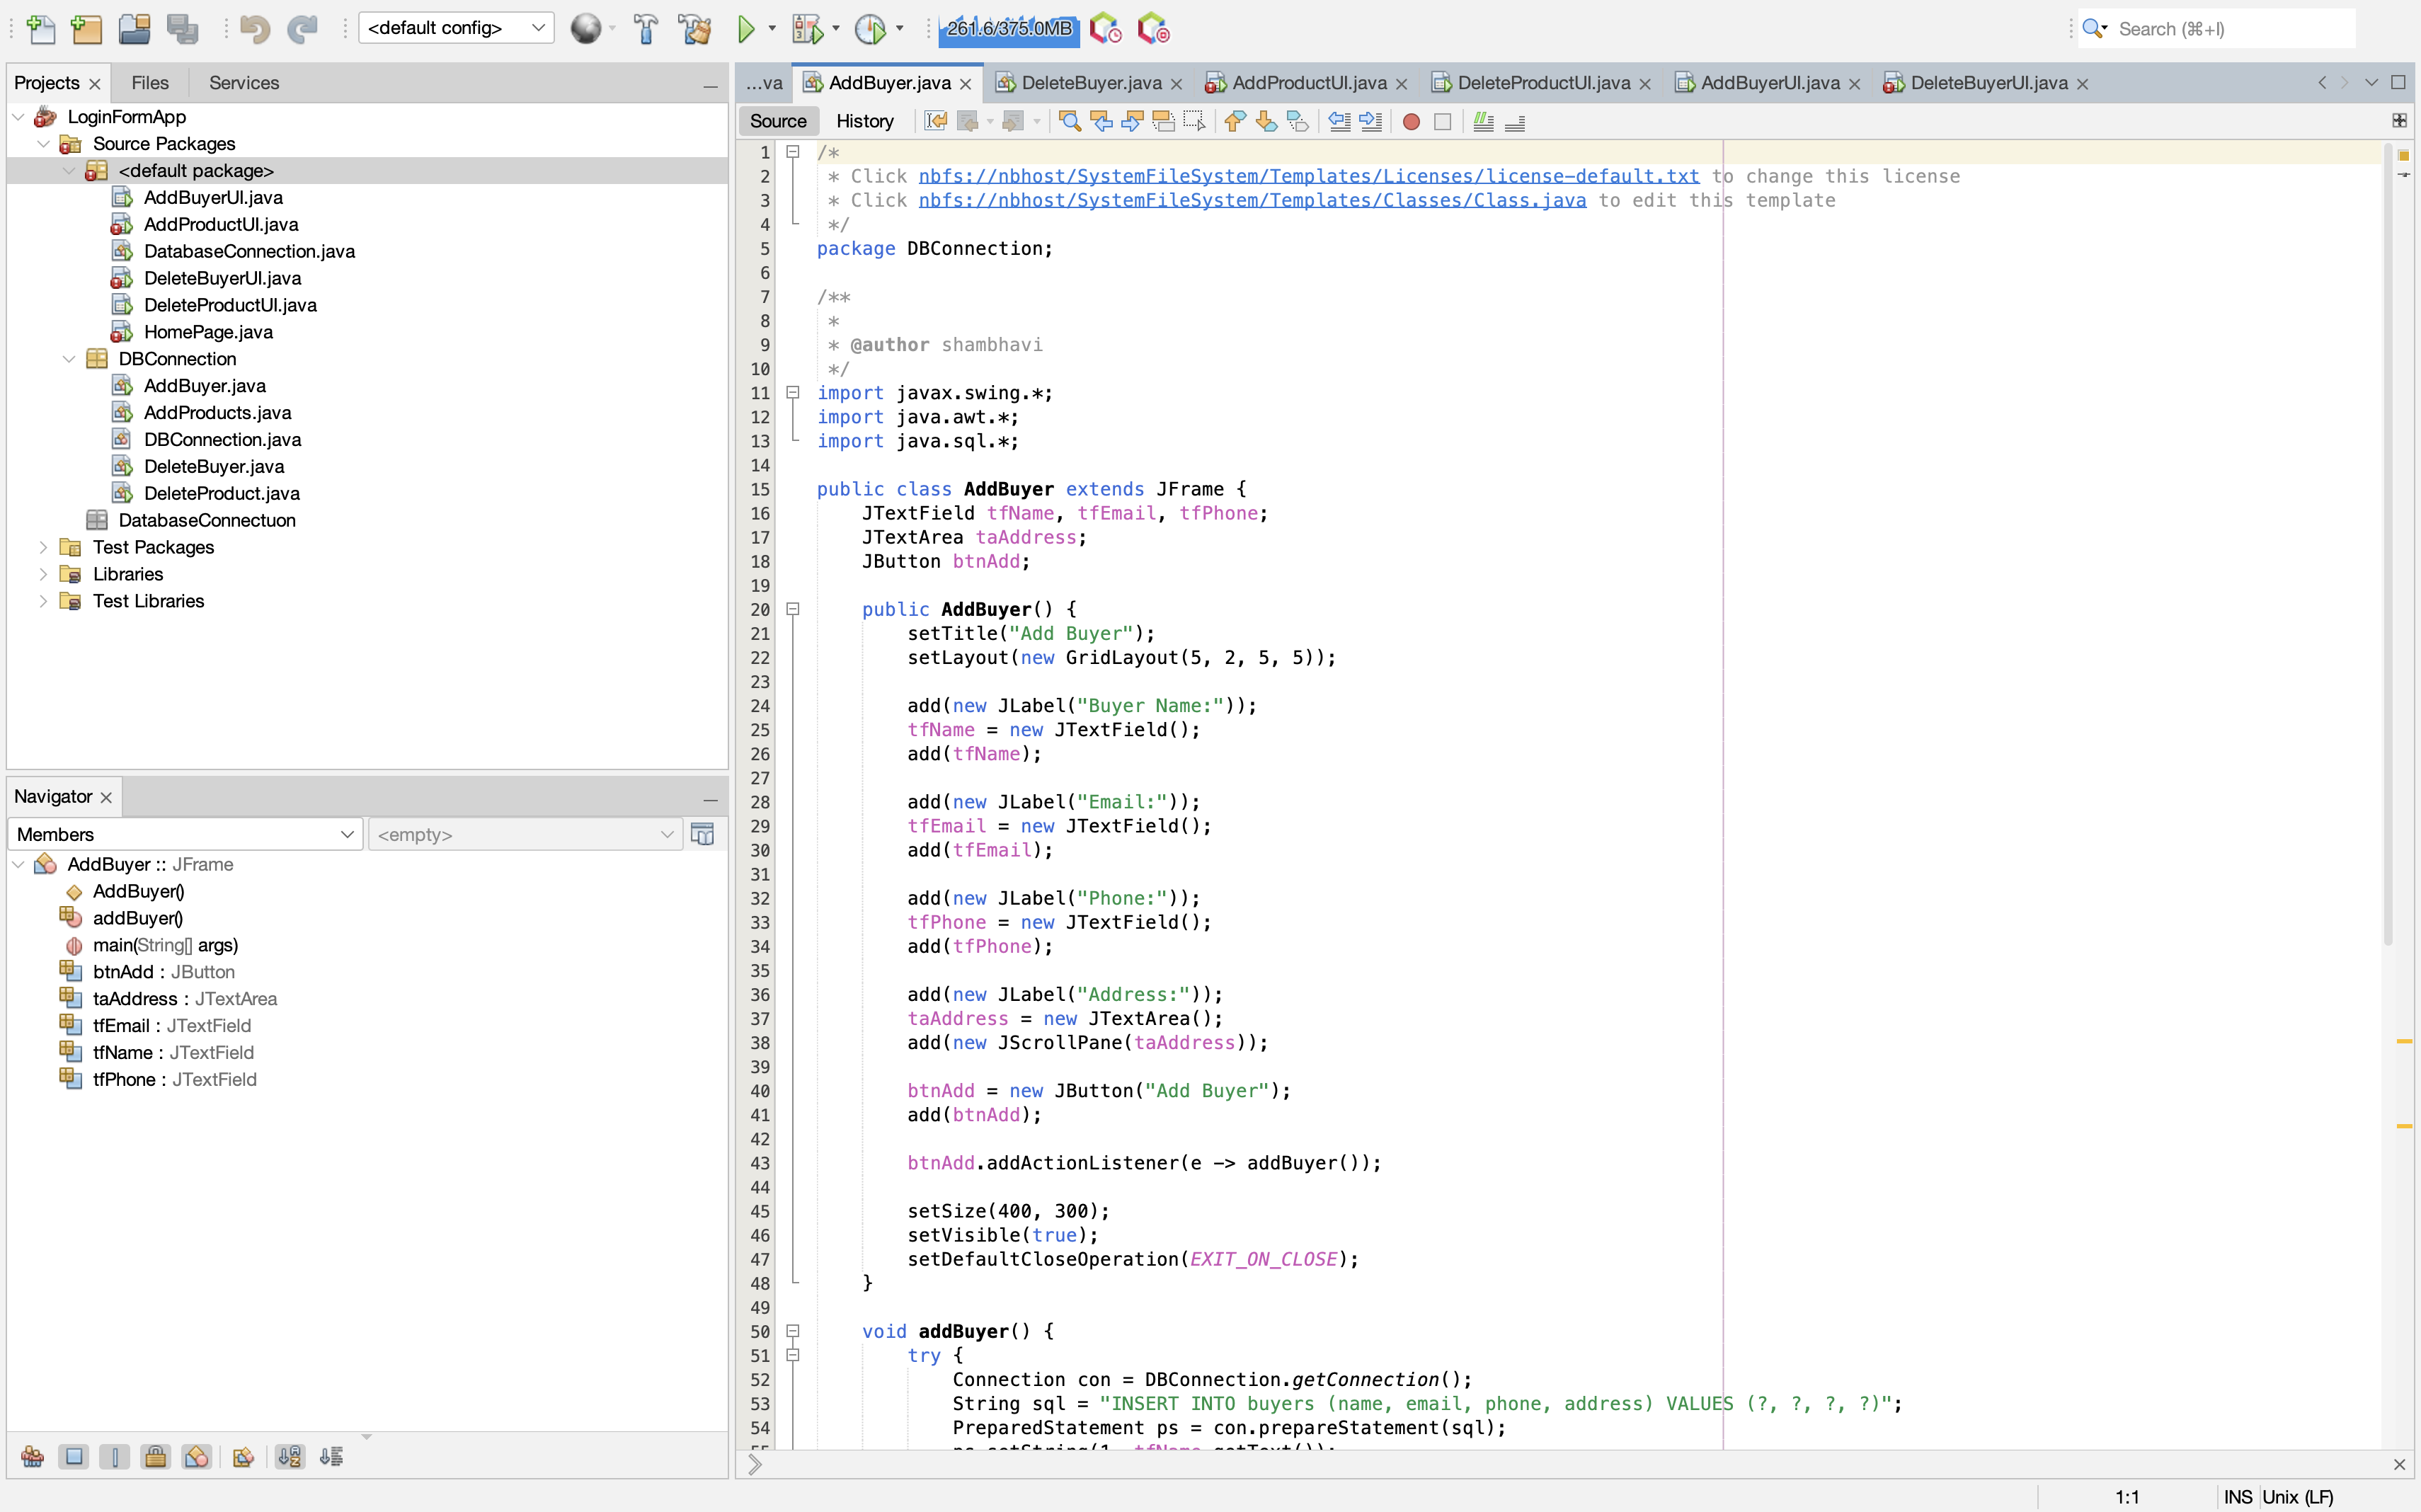 <default config>
261.6/375.0MB
Search (⌘+I)
Projects
Files
Services
LoginFormApp
Source Packages
<default package>
AddBuyerUI.java
AddProductUI.java
DatabaseConnection.java
DeleteBuyerUI.java
DeleteProductUI.java
HomePage.java
DBConnection
AddBuyer.java
AddProducts.java
DBConnection.java
DeleteBuyer.java
DeleteProduct.java
DatabaseConnectuon
Test Packages
Libraries
Test Libraries
Navigator
Members
<empty>
AddBuyer :: JFrame
AddBuyer()
addBuyer()
main(String[] args)
btnAdd : JButton
taAddress : JTextArea
tfEmail : JTextField
tfName : JTextField
tfPhone : JTextField
...va
AddBuyer.java
DeleteBuyer.java
AddProductUI.java
DeleteProductUI.java
AddBuyerUI.java
DeleteBuyerUI.java
Source
History
1 /*
2  * Click nbfs://nbhost/SystemFileSystem/Templates/Licenses/license-default.txt to change this license
3  * Click nbfs://nbhost/SystemFileSystem/Templates/Classes/Class.java to edit this template
4  */
5 package DBConnection;
6
7 /**
8  *
9  * @author shambhavi
10  */
11 import javax.swing.*;
12 import java.awt.*;
13 import java.sql.*;
14
15 public class AddBuyer extends JFrame {
16     JTextField tfName, tfEmail, tfPhone;
17     JTextArea taAddress;
18     JButton btnAdd;
19
20     public AddBuyer() {
21         setTitle("Add Buyer");
22         setLayout(new GridLayout(5, 2, 5, 5));
23
24         add(new JLabel("Buyer Name:"));
25         tfName = new JTextField();
26         add(tfName);
27
28         add(new JLabel("Email:"));
29         tfEmail = new JTextField();
30         add(tfEmail);
31
32         add(new JLabel("Phone:"));
33         tfPhone = new JTextField();
34         add(tfPhone);
35
36         add(new JLabel("Address:"));
37         taAddress = new JTextArea();
38         add(new JScrollPane(taAddress));
39
40         btnAdd = new JButton("Add Buyer");
41         add(btnAdd);
42
43         btnAdd.addActionListener(e -> addBuyer());
44
45         setSize(400, 300);
46         setVisible(true);
47         setDefaultCloseOperation(EXIT_ON_CLOSE);
48     }
49
50     void addBuyer() {
51         try {
52             Connection con = DBConnection.getConnection();
53             String sql = "INSERT INTO buyers (name, email, phone, address) VALUES (?, ?, ?, ?)";
54             PreparedStatement ps = con.prepareStatement(sql);
55             ps.setString(1, tfName.getText());
1:1
INS
Unix (LF)